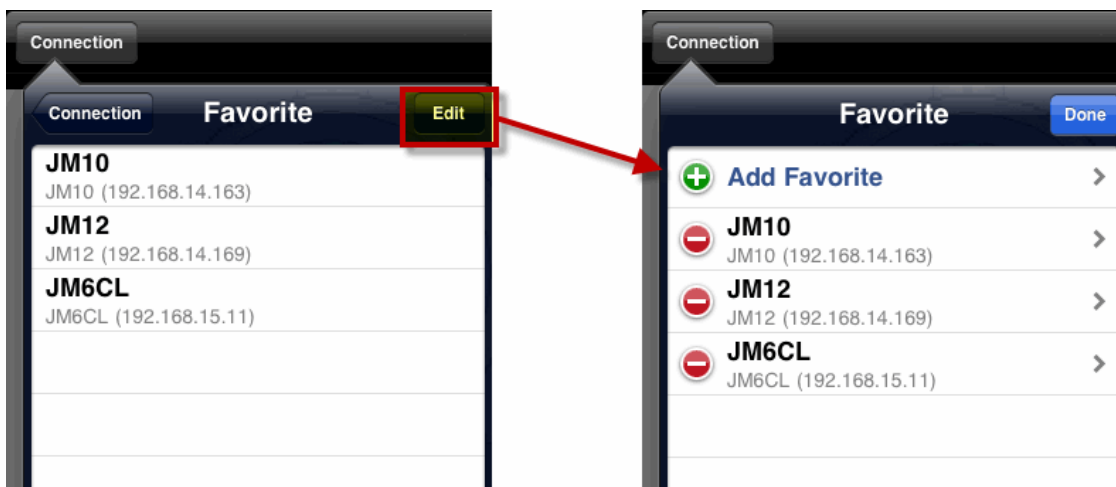 Connection
Connection Favorite Edit
JM10
JM10 (192.168.14.163)
JM12
JM12 (192.168.14.169)
JM6CL
JM6CL (192.168.15.11)
Connection
Favorite Done
Add Favorite
JM10
JM10 (192.168.14.163)
JM12
JM12 (192.168.14.169)
JM6CL
JM6CL (192.168.15.11)